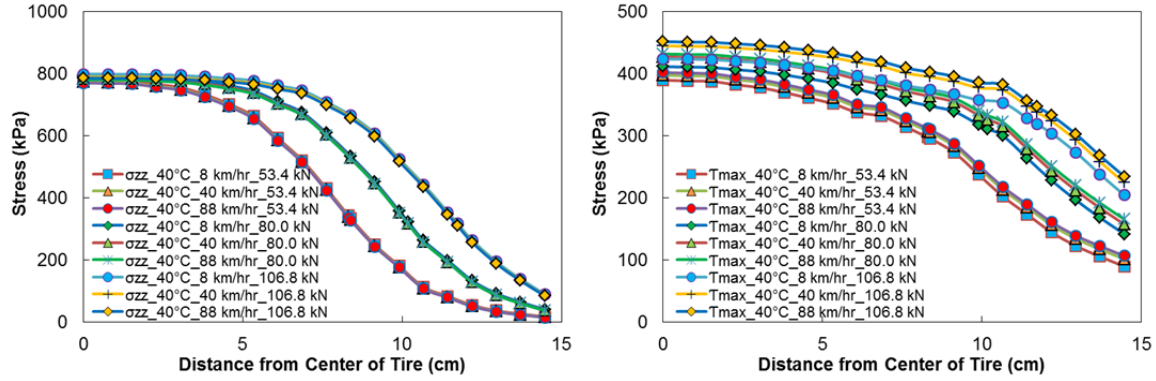 1000
800
600
400
200
0
Stress (kPa)
σzz_40°C_8 km/hr_53.4 kN
σzz_40°C_40 km/hr_53.4 kN
σzz_40°C_88 km/hr_53.4 kN
σzz_40°C_8 km/hr_80.0 kN
σzz_40°C_40 km/hr_80.0 kN
σzz_40°C_88 km/hr_80.0 kN
σzz_40°C_8 km/hr_106.8 kN
σzz_40°C_40 km/hr_106.8 kN
σzz_40°C_88 km/hr_106.8 kN
0 5 10 15
Distance from Center of Tire (cm)
500
400
300
200
100
0
Stress (kPa)
Tmax_40°C_8 km/hr_53.4 kN
Tmax_40°C_40 km/hr_53.4 kN
Tmax_40°C_88 km/hr_53.4 kN
Tmax_40°C_8 km/hr_80.0 kN
Tmax_40°C_40 km/hr_80.0 kN
Tmax_40°C_88 km/hr_80.0 kN
Tmax_40°C_8 km/hr_106.8 kN
Tmax_40°C_40 km/hr_106.8 kN
Tmax_40°C_88 km/hr_106.8 kN
0 5 10 15
Distance from Center of Tire (cm)